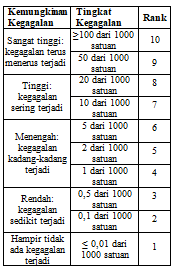 Kemungkinan Kegagalan
Tingkat Kegagalan
Rank
Sangat tinggi: kegagalan terus menerus terjadi
≥100 dari 1000 satuan
10
50 dari 1000 satuan
9
Tinggi: kegagalan sering terjadi
20 dari 1000 satuan
8
10 dari 1000 satuan
7
Menengah: kegagalan kadang-kadang terjadi
5 dari 1000 satuan
6
2 dari 1000 satuan
5
1 dari 1000 satuan
4
Rendah: kegagalan sedikit terjadi
0,5 dari 1000 satuan
3
0,1 dari 1000 satuan
2
Hampir tidak ada kegagalan terjadi
≤ 0,01 dari 1000 satuan
1